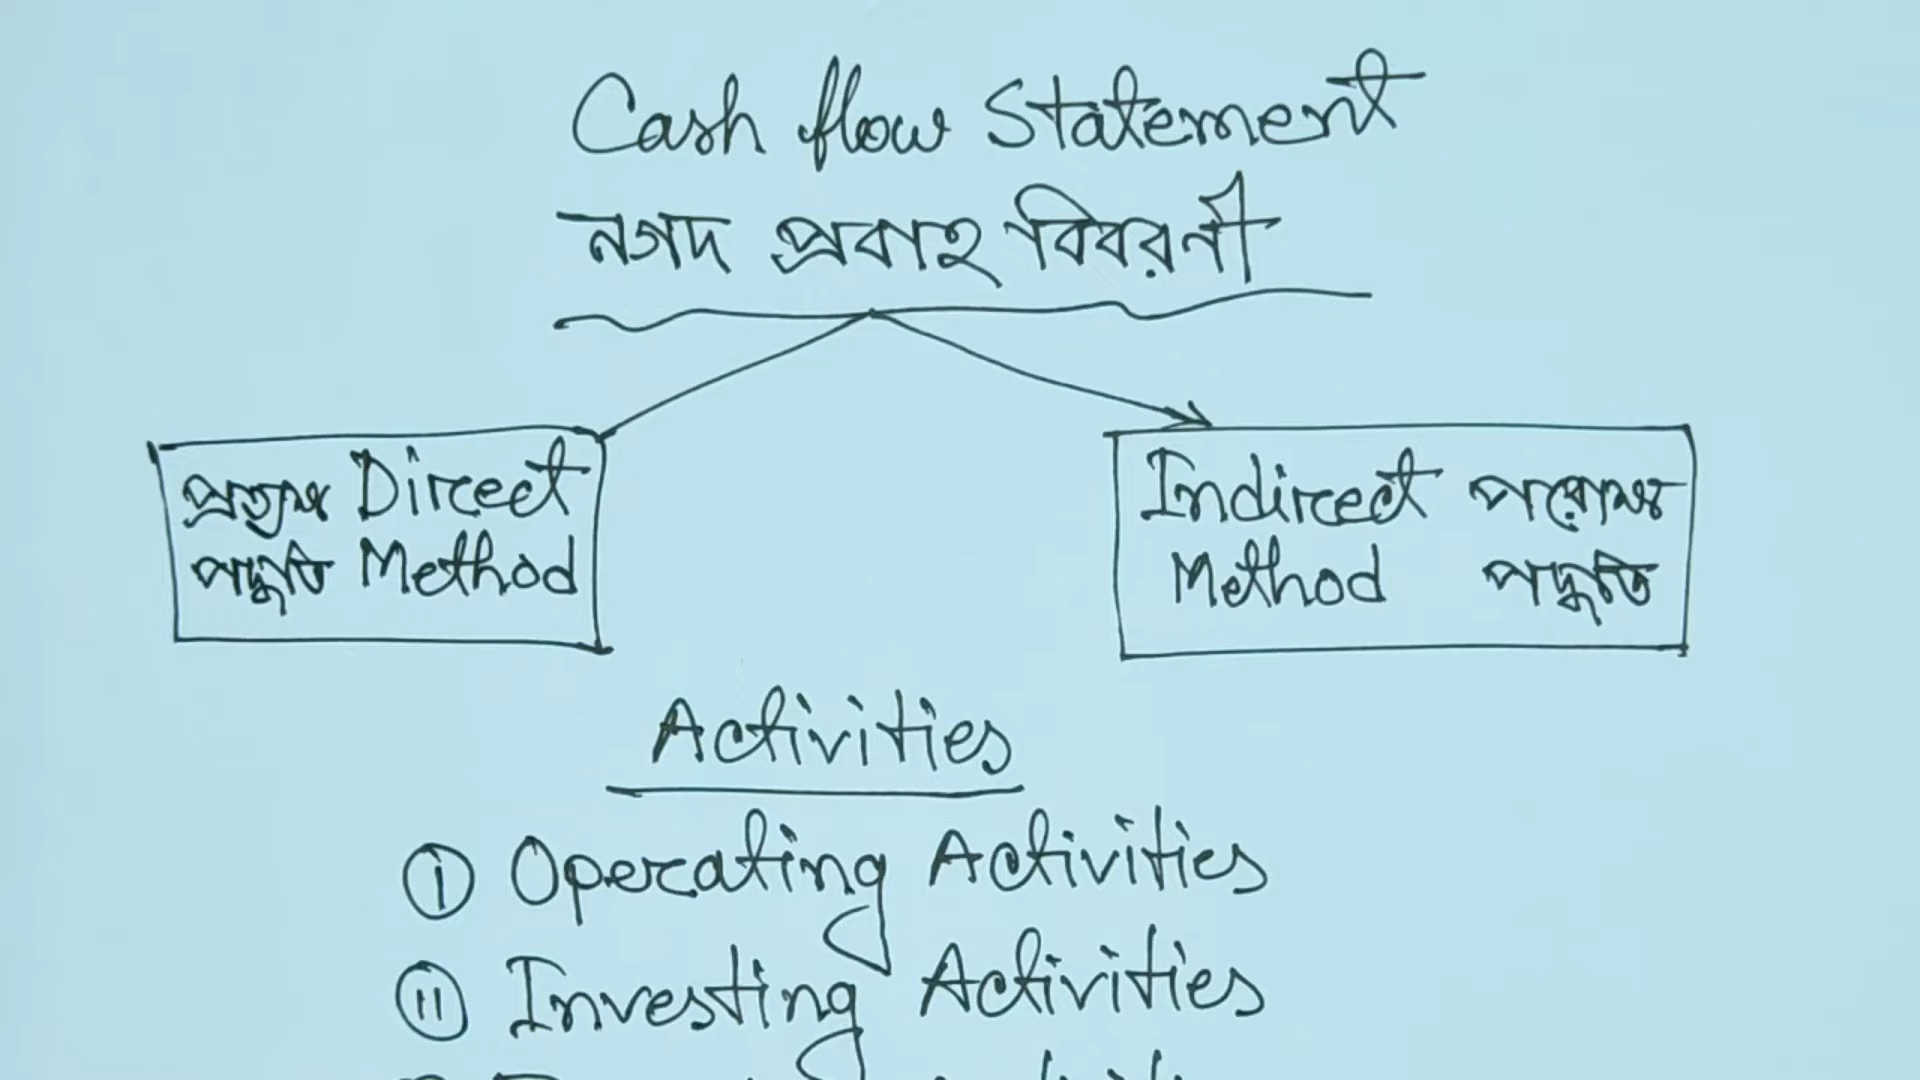 Cash flow Statement
নগদ প্রবাহ বিবরনী
প্রত্যক্ষ Direct
পদ্ধতি Method
Indirect পরোক্ষ
Method পদ্ধতি
Activities
I Operating Activities
II Investing Activities